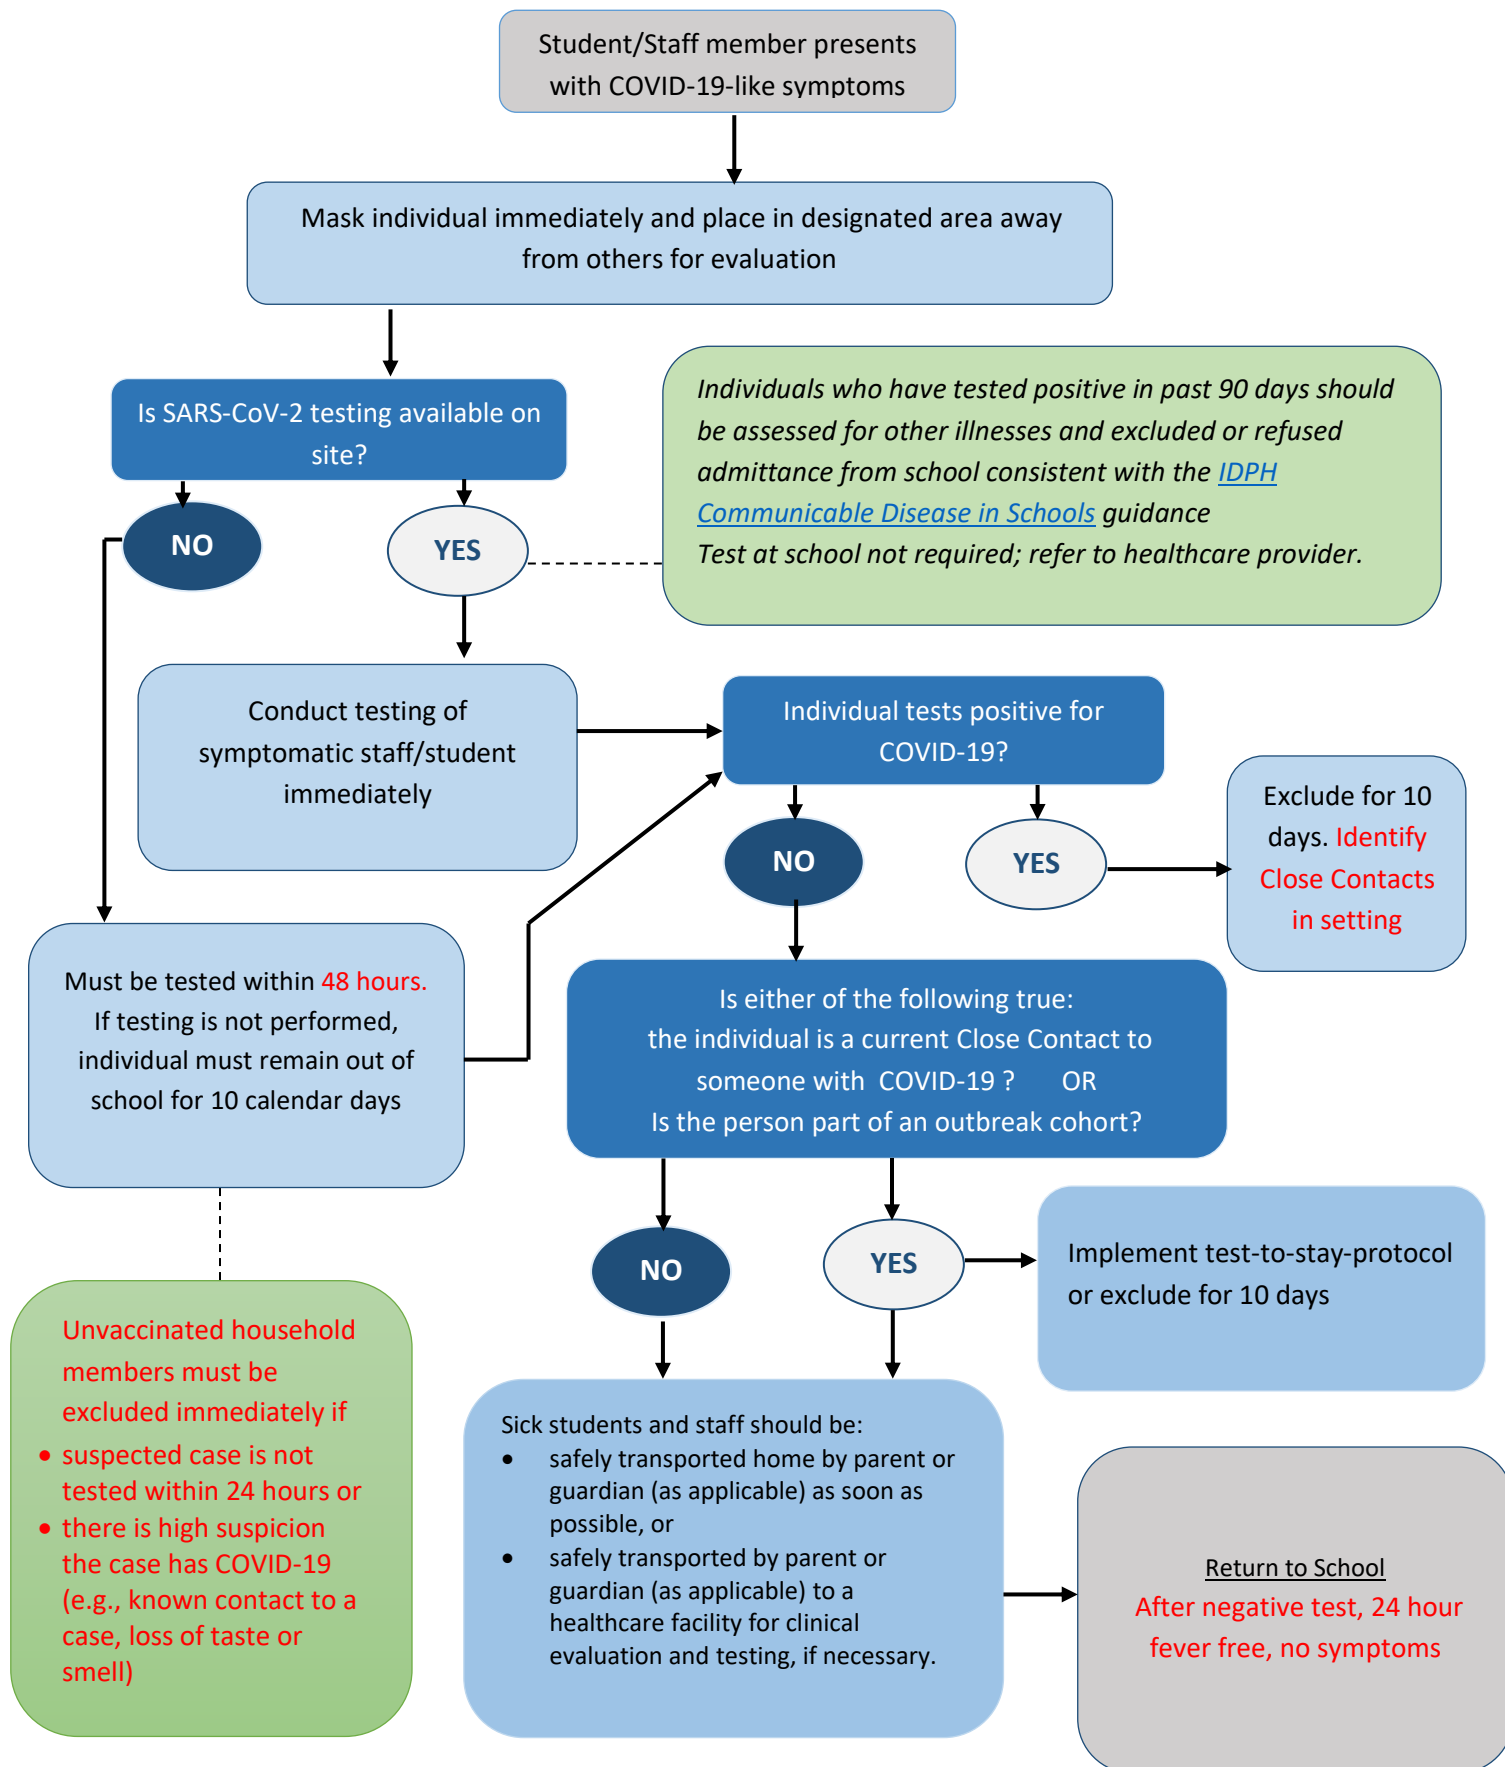 Student/Staff member presents
with COVID-19-like symptoms
Mask individual immediately and place in designated area away
from others for evaluation
Is SARS-CoV-2 testing available on
site?
Individuals who have tested positive in past 90 days should
be assessed for other illnesses and excluded or refused
admittance from school consistent with the IDPH
Communicable Disease in Schools guidance
Test at school not required; refer to healthcare provider.
NO
YES
Conduct testing of
symptomatic staff/student
immediately
Individual tests positive for
COVID-19?
Exclude for 10
days. Identify
Close Contacts
in setting
NO
YES
Must be tested within 48 hours.
If testing is not performed,
individual must remain out of
school for 10 calendar days
Is either of the following true:
the individual is a current Close Contact to
someone with COVID-19 ? OR
Is the person part of an outbreak cohort?
NO
YES
Implement test-to-stay-protocol
or exclude for 10 days
Unvaccinated household
members must be
excluded immediately if
• suspected case is not
tested within 24 hours or
• there is high suspicion
the case has COVID-19
(e.g., known contact to a
case, loss of taste or
smell)
Sick students and staff should be:
• safely transported home by parent or
guardian (as applicable) as soon as
possible, or
• safely transported by parent or
guardian (as applicable) to a
healthcare facility for clinical
evaluation and testing, if necessary.
Return to School
After negative test, 24 hour
fever free, no symptoms